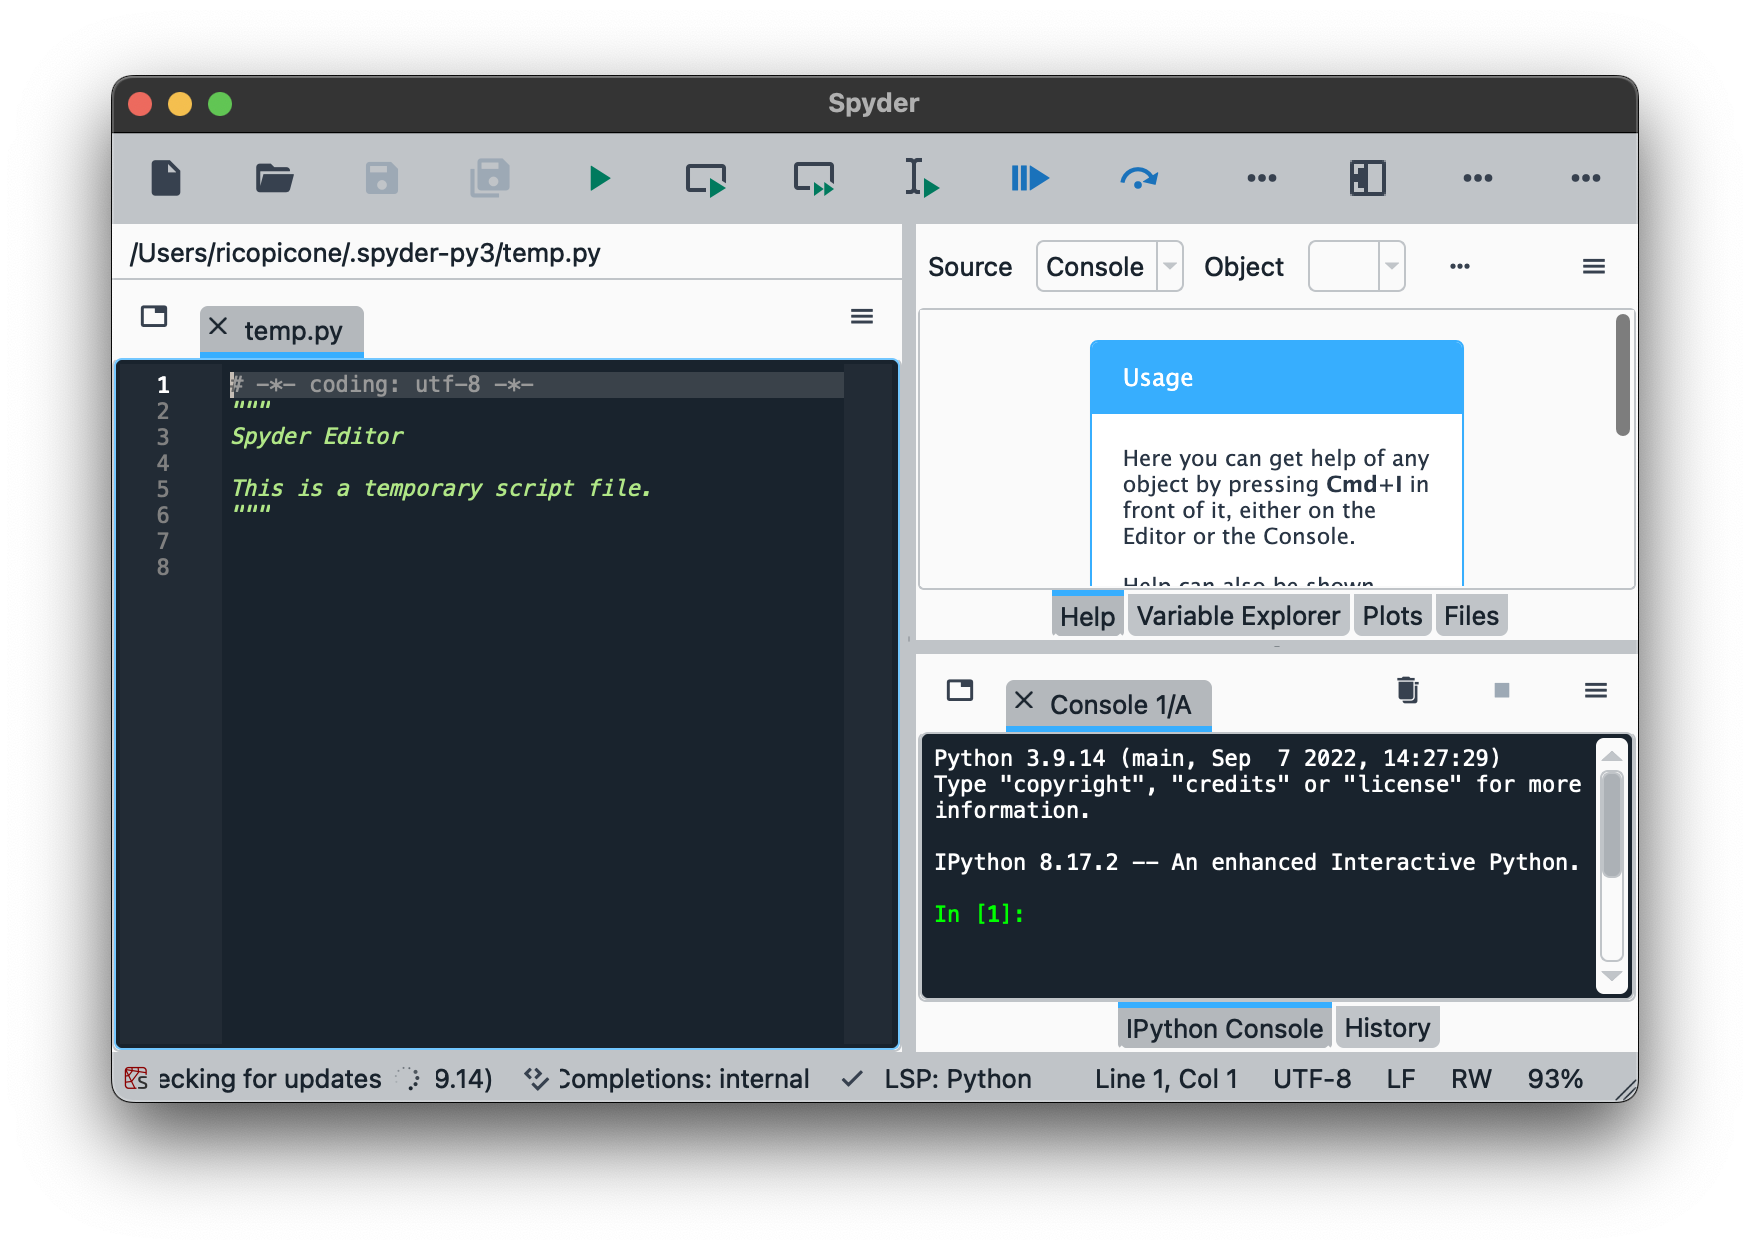 Spyder
/Users/ricopicone/.spyder-py3/temp.py
temp.py
1 # -*- coding: utf-8 -*-
2 """
3 Spyder Editor
4
5 This is a temporary script file.
6 """
7
8
Source Console Object
Usage
Here you can get help of any
object by pressing Cmd+I in
front of it, either on the
Editor or the Console.
Help can also be shown
Help Variable Explorer Plots Files
Console 1/A
Python 3.9.14 (main, Sep  7 2022, 14:27:29)
Type "copyright", "credits" or "license" for more
information.
IPython 8.17.2 -- An enhanced Interactive Python.
In [1]:
IPython Console History
ecking for updates 9.14) Completions: internal LSP: Python Line 1, Col 1 UTF-8 LF RW 93%